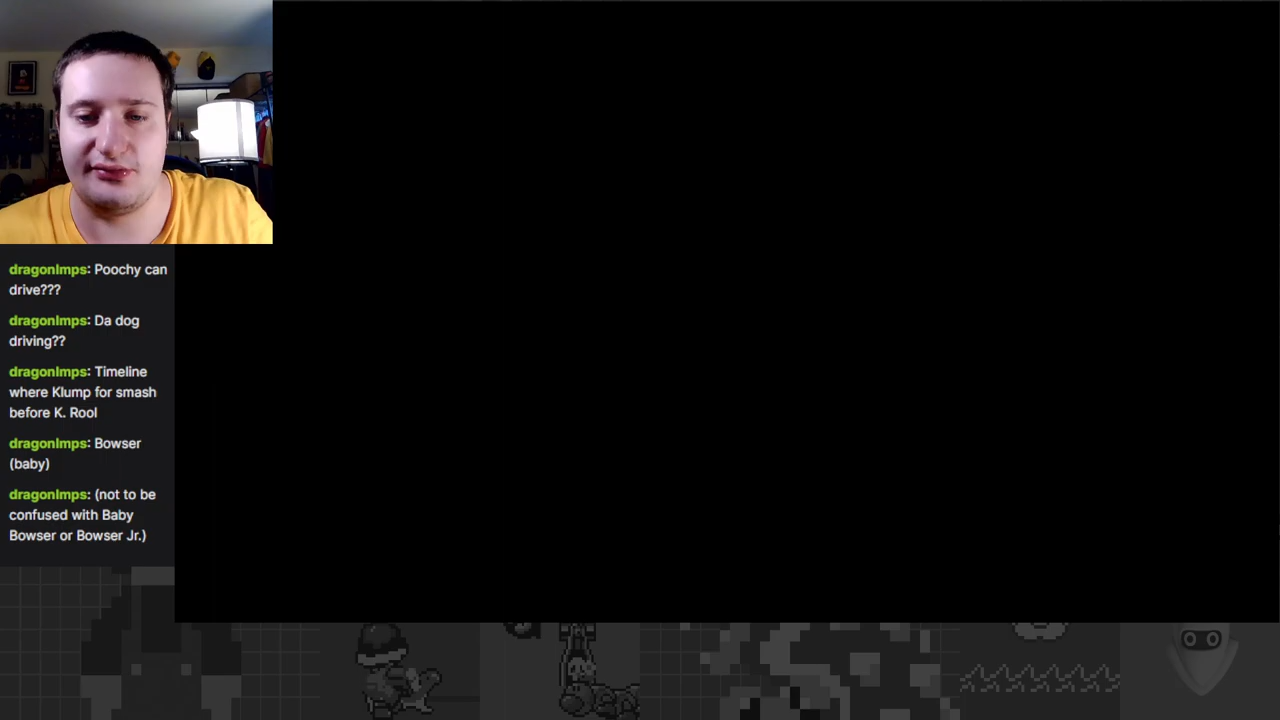 dragonlmps: Poochy can
drive???
dragonlmps: Da dog
driving??
dragonlmps: Timeline
where Klump for smash
before K. Rool
dragonlmps: Bowser
(baby)
dragonlmps: (not to be
confused with Baby
Bowser or Bowser Jr.)